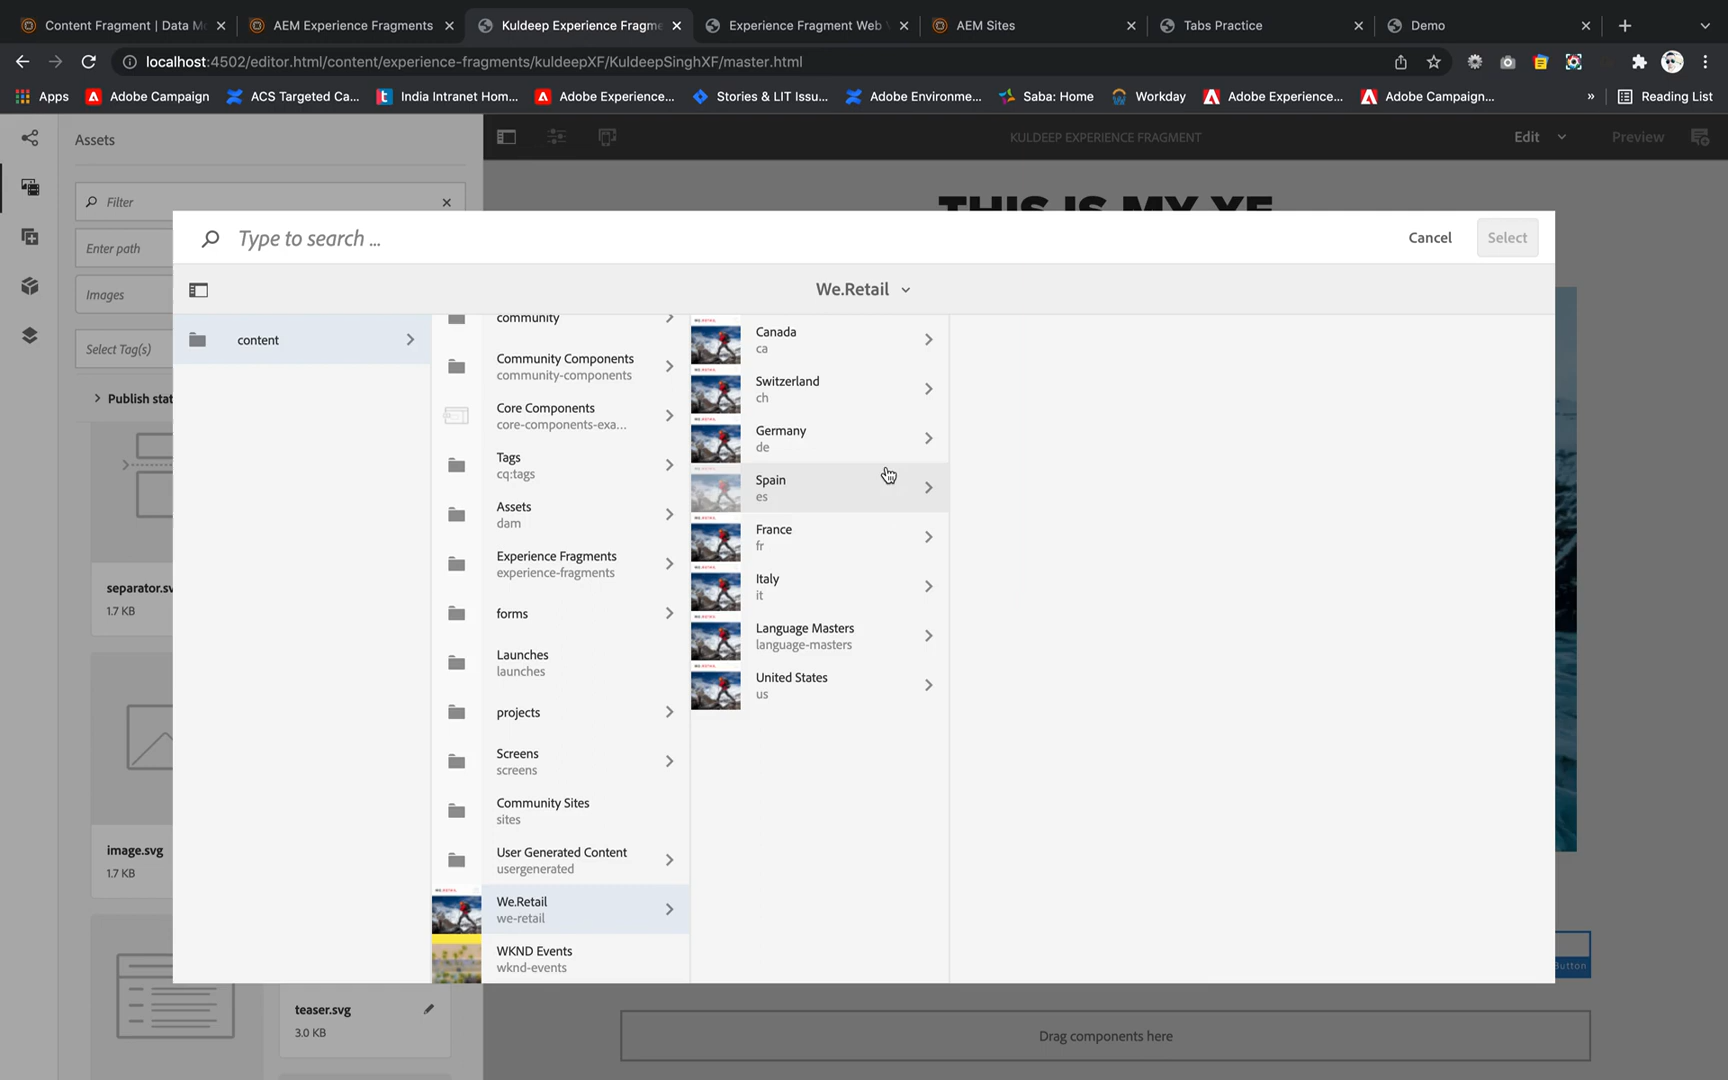 Content Fragment | Data Mo
AEM Experience Fragments
Kuldeep Experience Fragme
Experience Fragment Web V
AEM Sites
Tabs Practice
Demo
localhost:4502/editor.html/content/experience-fragments/kuldeepXF/KuldeepSinghXF/master.html
Apps
Adobe Campaign
ACS Targeted Ca...
India Intranet Hom...
Adobe Experience...
Stories & LIT Issu...
Adobe Environme...
Saba: Home
Workday
Adobe Experience...
Adobe Campaign...
»
Reading List
Assets
KULDEEP EXPERIENCE FRAGMENT
Edit
Preview
Filter
THIS IS MY XF
Enter path
Type to search ...
Cancel
Select
Images
We.Retail
Select Tag(s)
Publish stat
content
community
Community Components
community-components
Core Components
core-components-exa...
Tags
cq:tags
Assets
dam
Experience Fragments
experience-fragments
forms
Launches
launches
projects
Screens
screens
Community Sites
sites
User Generated Content
usergenerated
We.Retail
we-retail
WKND Events
wknd-events
Canada
ca
Switzerland
ch
Germany
de
Spain
es
France
fr
Italy
it
Language Masters
language-masters
United States
us
separator.sv
1.7 KB
image.svg
1.7 KB
teaser.svg
3.0 KB
Button
Drag components here